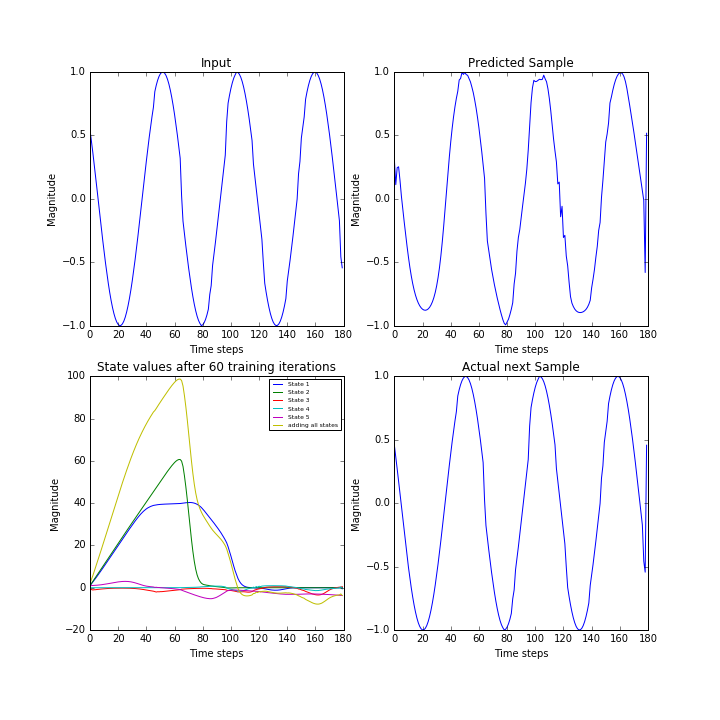 Input
1.0
0.5
0.0
−0.5
−1.0
Magnitude
0 20 40 60 80 100 120 140 160 180
Time steps
Predicted Sample
1.0
0.5
0.0
−0.5
−1.0
Magnitude
0 20 40 60 80 100 120 140 160 180
Time steps
State values after 60 training iterations
100
80
60
40
20
0
−20
Magnitude
State 1
State 2
State 3
State 4
State 5
adding all states
0 20 40 60 80 100 120 140 160 180
Time steps
Actual next Sample
1.0
0.5
0.0
−0.5
−1.0
Magnitude
0 20 40 60 80 100 120 140 160 180
Time steps